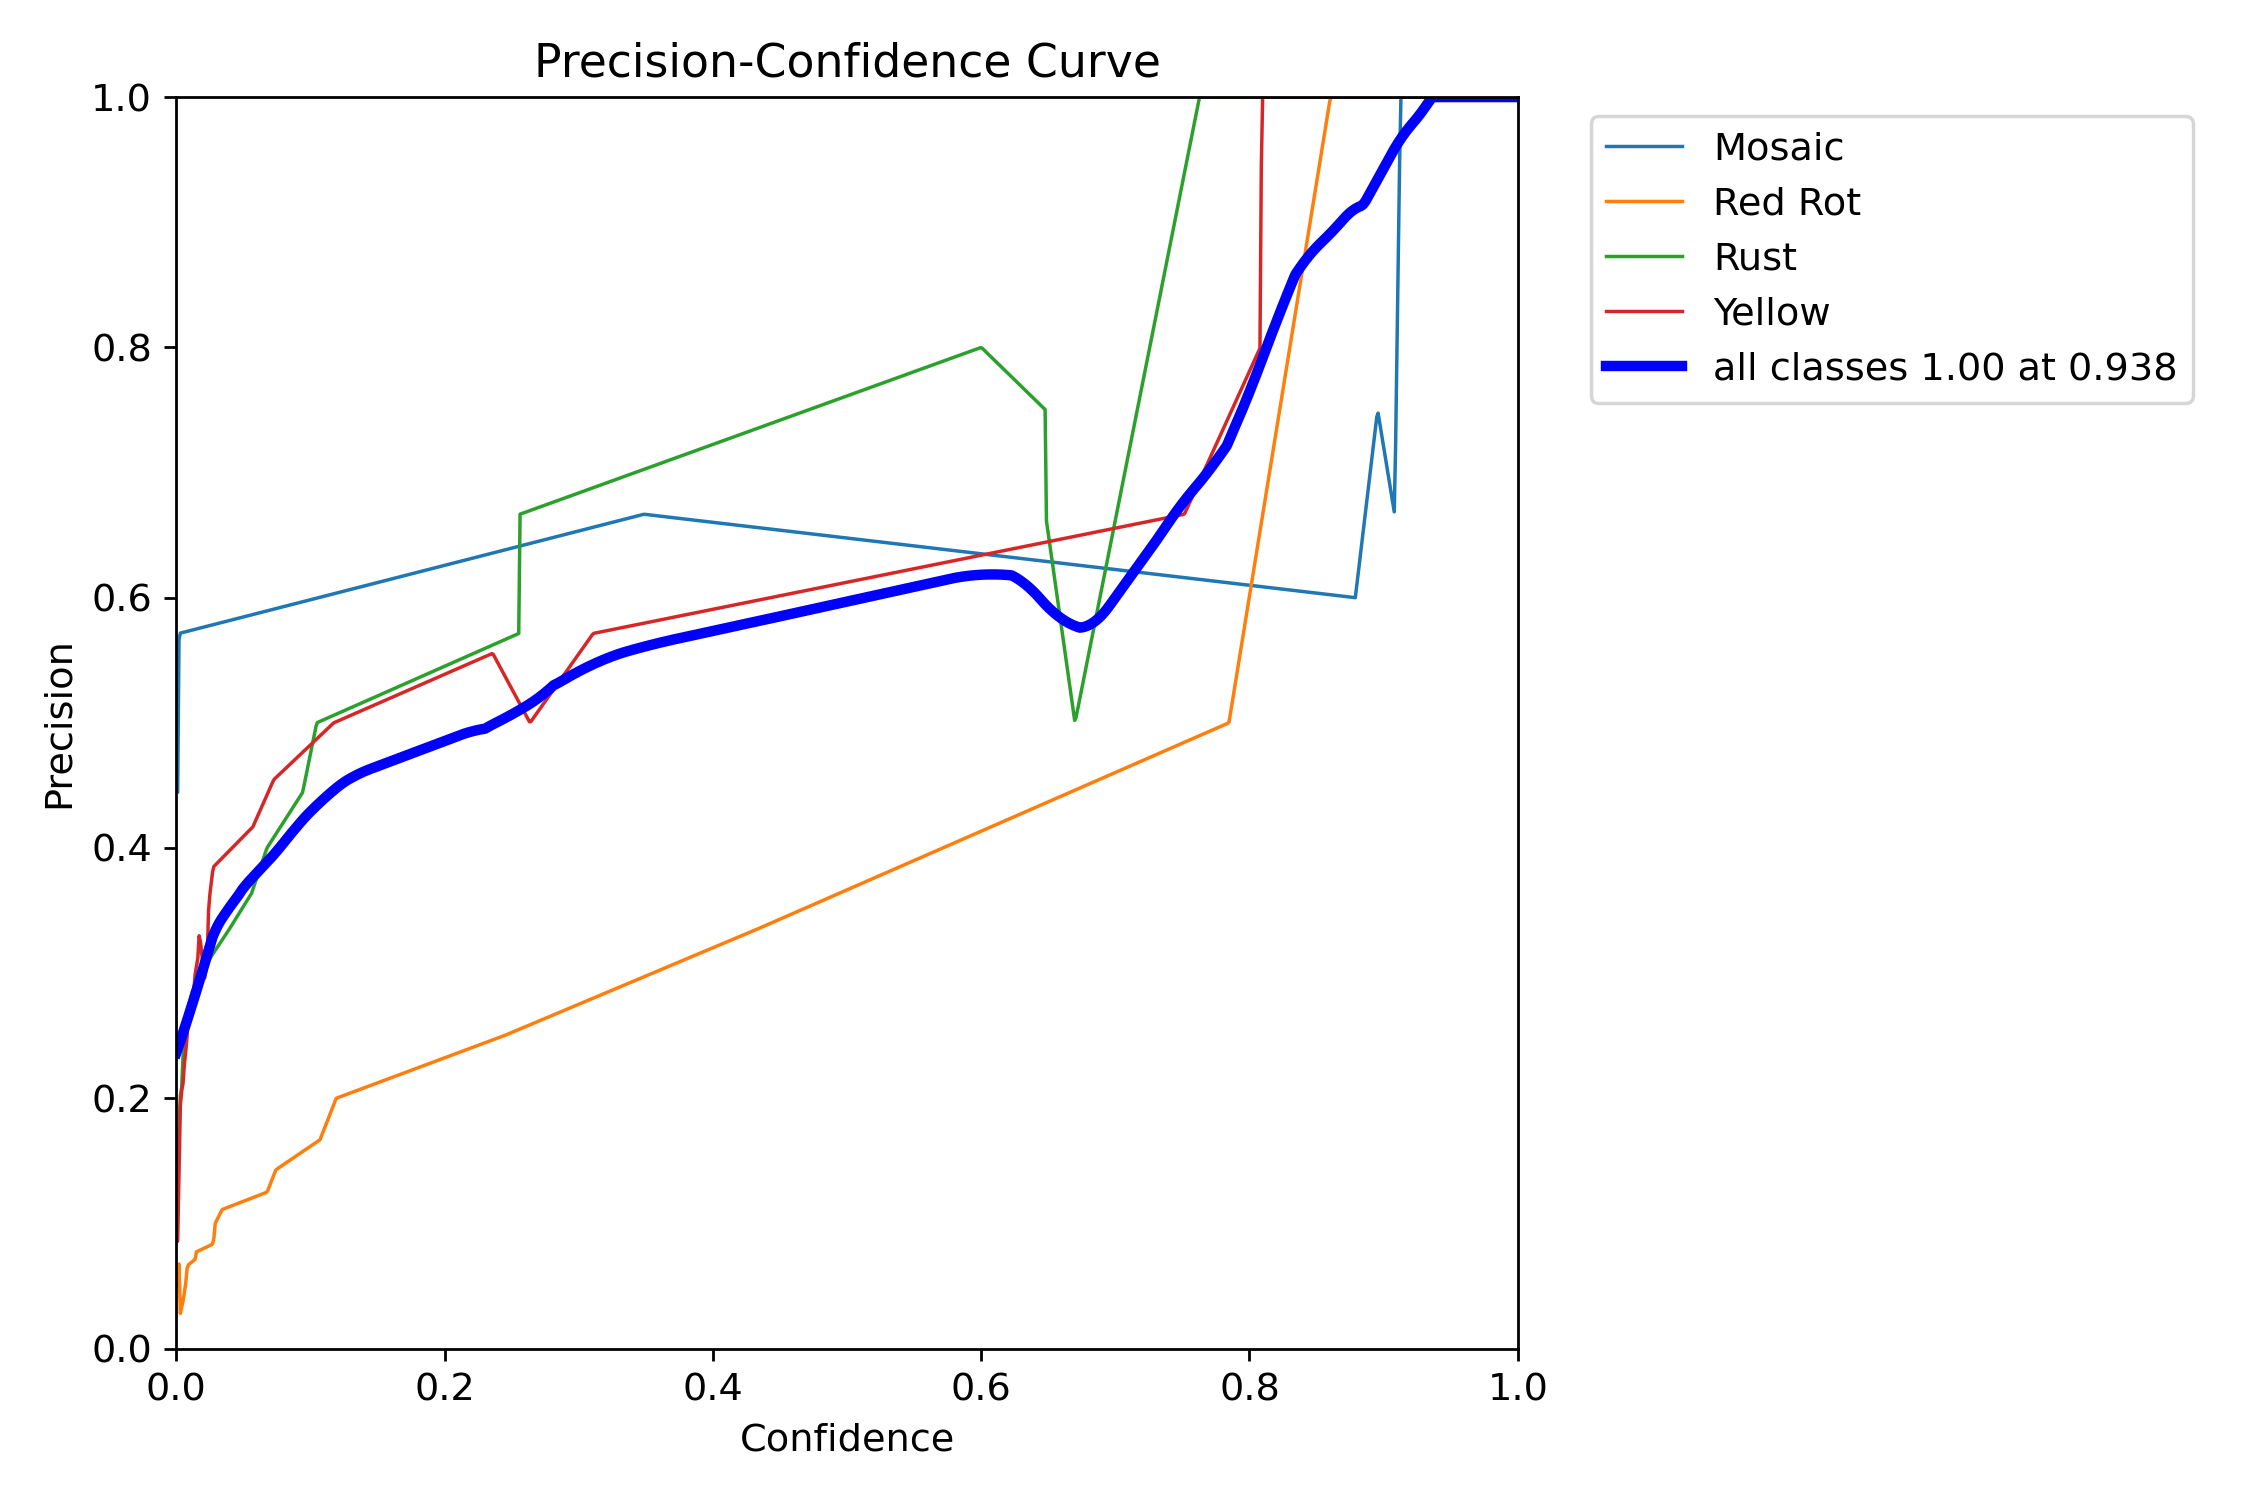 Precision-Confidence Curve
1.0
0.8
0.6
0.4
0.2
0.0
Precision
0.0 0.2 0.4 0.6 0.8 1.0
Confidence
Mosaic
Red Rot
Rust
Yellow
all classes 1.00 at 0.938